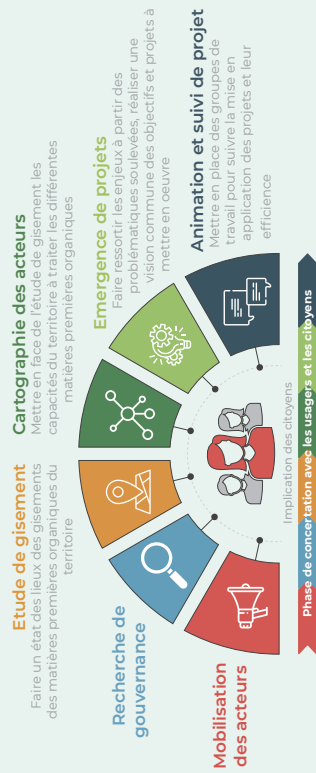 Mobilisation
des acteurs
Recherche de
gouvernance
Etude de gisement
Faire un état des lieux des gisements
des matières premières organiques du
territoire
Cartographie des acteurs
Mettre en face de l'étude de gisement les
capacités du territoire à traiter les différentes
matières premières organiques
Emergence de projets
Faire ressortir les enjeux à partir des
problématiques soulevées, réaliser une
vision commune des objectifs et projets à
mettre en oeuvre
Animation et suivi de projet
Mettre en place des groupes de
travail pour suivre la mise en
application des projets et leur
efficience
Implication des citoyens
Phase de concertation avec les usagers et les citoyens